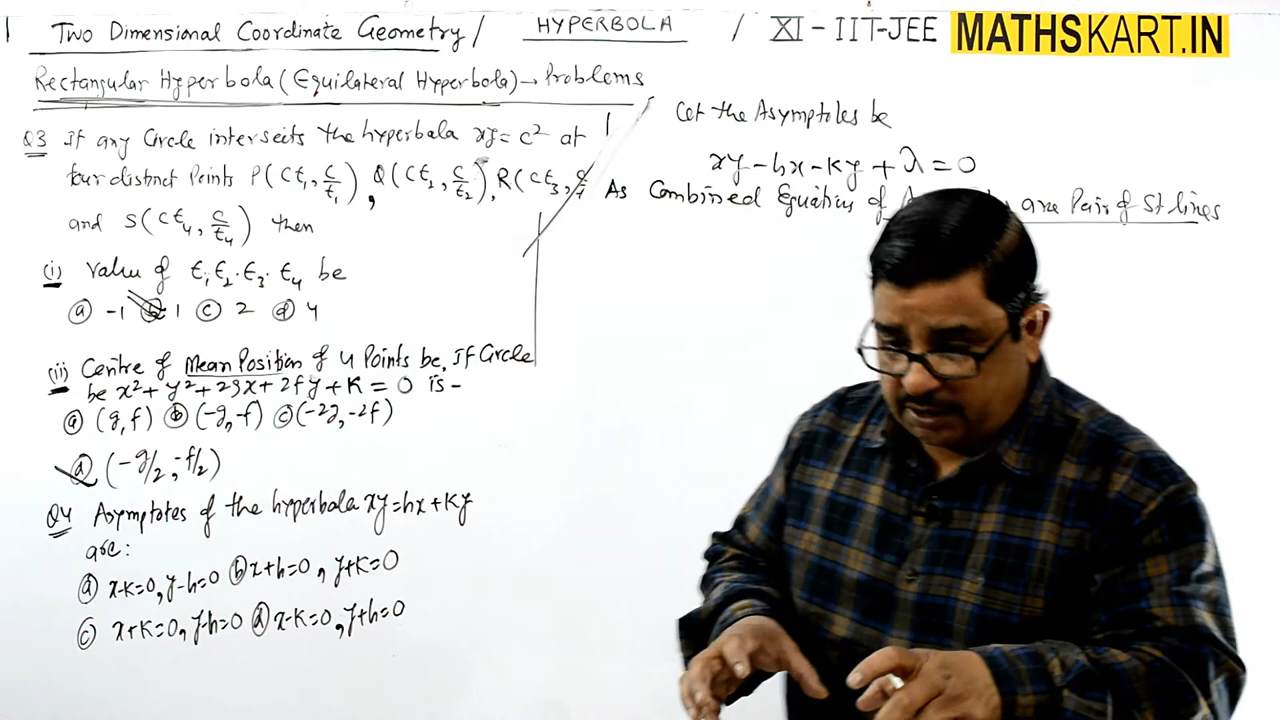 Two Dimensional Coordinate Geometry / HYPERBOLA / XI - IIT-JEE MATHSKART.IN
Rectangular Hyperbola (Equilateral Hyperbola) → Problems
Q3 If any Circle intersects the hyperbola xy = c² at
four distinct Points P(ct₁, c/t₁), Q(ct₂, c/t₂), R(ct₃, c/t
and S(ct₄, c/t₄) then
(i) Value of t₁ t₂ · t₃ · t₄ be
ⓐ -1 ⓑ 1 ⓒ 2 ⓓ 4
(ii) Centre of Mean Position of 4 Points be, If Circle
be x² + y² + 2gx + 2fy + K = 0 is -
ⓐ (g, f) ⓑ (-g, -f) ⓒ (-2g, -2f)
ⓓ (-g/2, -f/2)
Q4 Asymptotes of the hyperbola xy = hx + Ky
are:
ⓐ x-K=0, y-h=0 ⓑ x+h=0, y+K=0
ⓒ x+K=0, y-h=0 ⓓ x-K=0, y+h=0
Let the Asymptotes be
xy - hx - Ky + λ = 0
As Combined Equation of are Pair of St lines